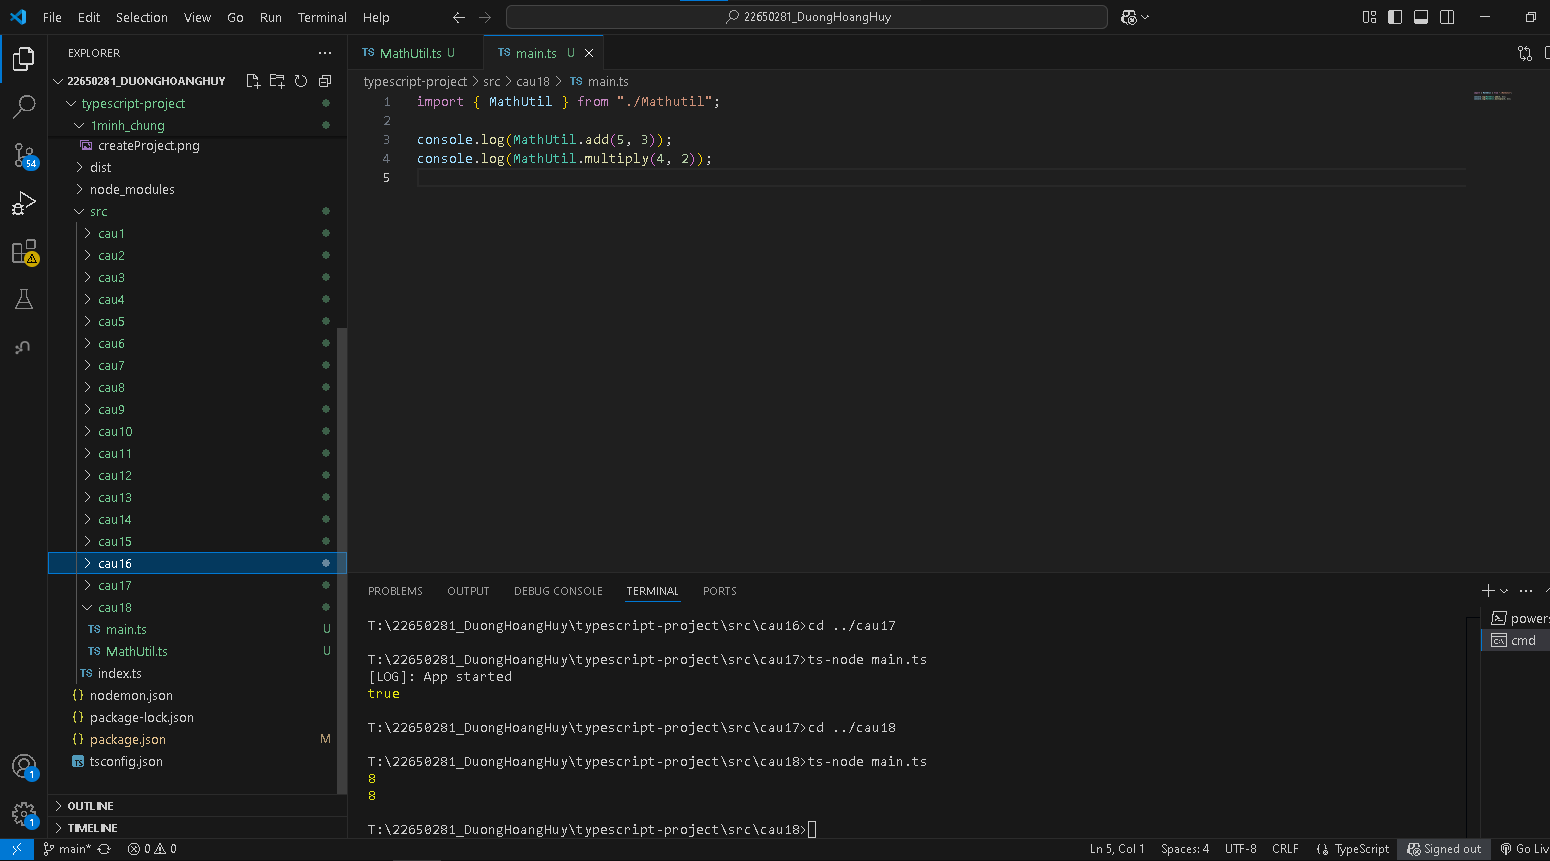 File Edit Selection View Go Run Terminal Help
22650281_DuongHoangHuy
EXPLORER
22650281_DUONGHOANGHUY
typescript-project
1minh_chung
createProject.png
dist
node_modules
src
cau1
cau2
cau3
cau4
cau5
cau6
cau7
cau8
cau9
cau10
cau11
cau12
cau13
cau14
cau15
cau16
cau17
cau18
TS main.ts U
TS MathUtil.ts U
TS index.ts
{} nodemon.json
{} package-lock.json
{} package.json M
TS tsconfig.json
OUTLINE
TIMELINE
54
1
1
TS MathUtil.ts U
TS main.ts U
typescript-project > src > cau18 > TS main.ts
1 import { MathUtil } from "./Mathutil";
2
3 console.log(MathUtil.add(5, 3));
4 console.log(MathUtil.multiply(4, 2));
5
PROBLEMS OUTPUT DEBUG CONSOLE TERMINAL PORTS
T:\22650281_DuongHoangHuy\typescript-project\src\cau16>cd ../cau17
T:\22650281_DuongHoangHuy\typescript-project\src\cau17>ts-node main.ts
[LOG]: App started
true
T:\22650281_DuongHoangHuy\typescript-project\src\cau17>cd ../cau18
T:\22650281_DuongHoangHuy\typescript-project\src\cau18>ts-node main.ts
8
8
T:\22650281_DuongHoangHuy\typescript-project\src\cau18>
powers
cmd
main* 0 0
Ln 5, Col 1 Spaces: 4 UTF-8 CRLF {} TypeScript Signed out Go Liv